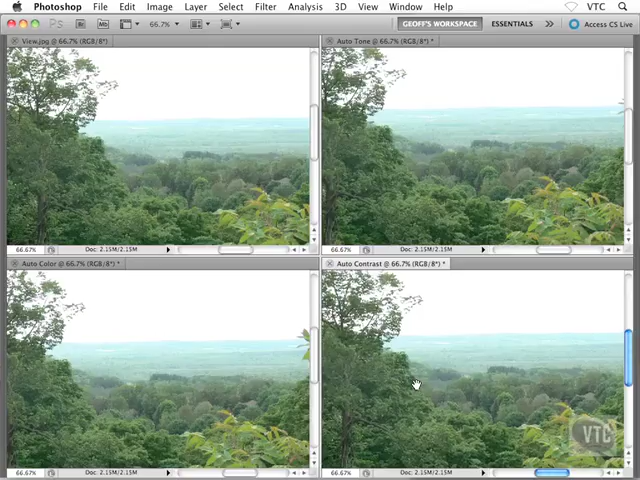 Photoshop File Edit Image Layer Select Filter Analysis 3D View Window Help VTC
Ps Br Mb 66.7% GEOFF'S WORKSPACE ESSENTIALS Access CS Live
View.jpg @ 66.7% (RGB/8*) Auto Tone @ 66.7% (RGB/8*) *
66.67% Doc: 2.15M/2.15M 66.67% Doc: 2.15M/2.15M
Auto Color @ 66.7% (RGB/8*) * Auto Contrast @ 66.7% (RGB/8*) *
VTC
66.67% Doc: 2.15M/2.15M 66.67% Doc: 2.15M/2.15M